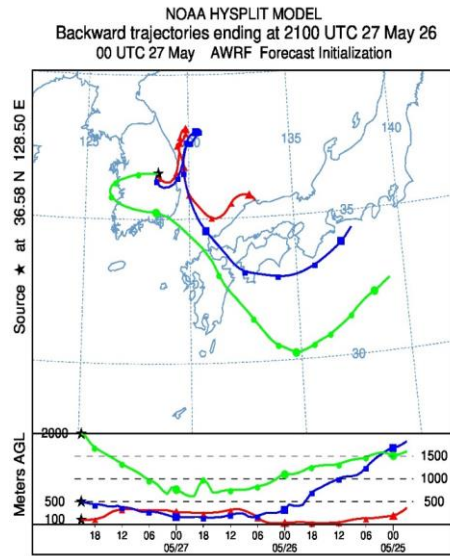 NOAA HYSPLIT MODEL
Backward trajectories ending at 2100 UTC 27 May 26
00 UTC 27 May AWRF Forecast Initialization
Source ★ at 36.58 N 128.50 E
125
130
135
140
35
30
Meters AGL
2000
500
100
1500
1000
500
18 12 06 00 18 12 06 00 18 12 06 00
05/27 05/26 05/25